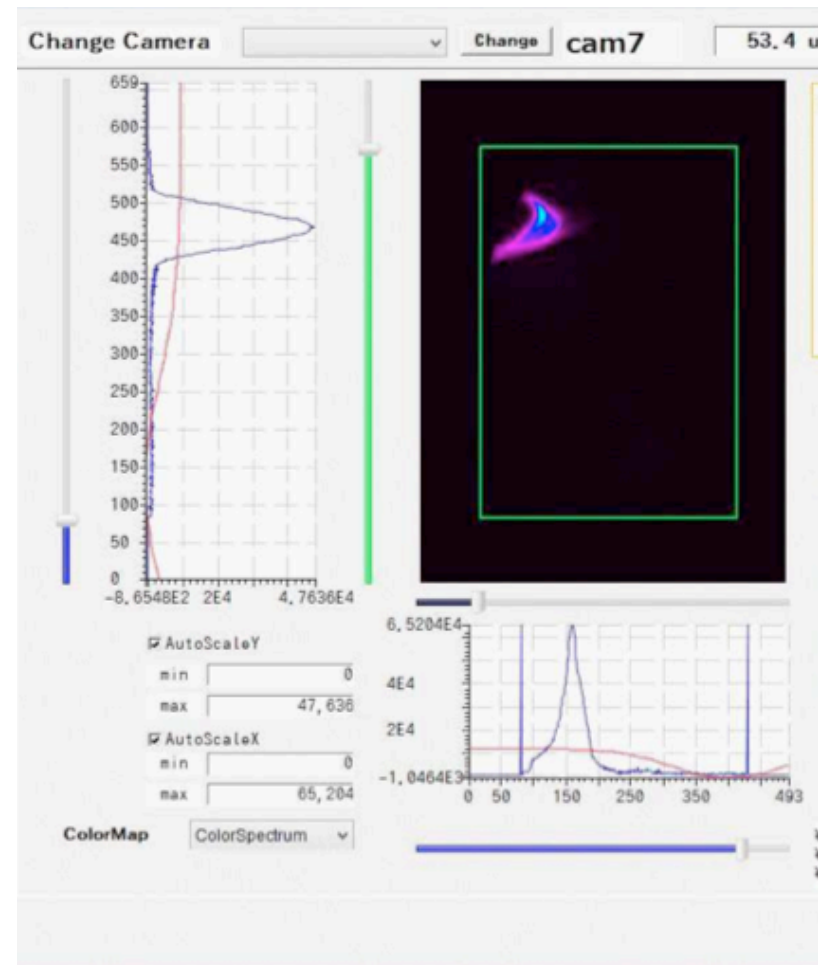 Change Camera
Change
cam7
53.4 u
659
600
550
500
450
400
350
300
250
200
150
100
50
0
-8.6548E2 2E4 4.7636E4
AutoScaleY
min 0
max 47,636
AutoScaleX
min 0
max 65,204
ColorMap ColorSpectrum
6.5204E4
4E4
2E4
-1.0464E3
0 50 150 250 350 493